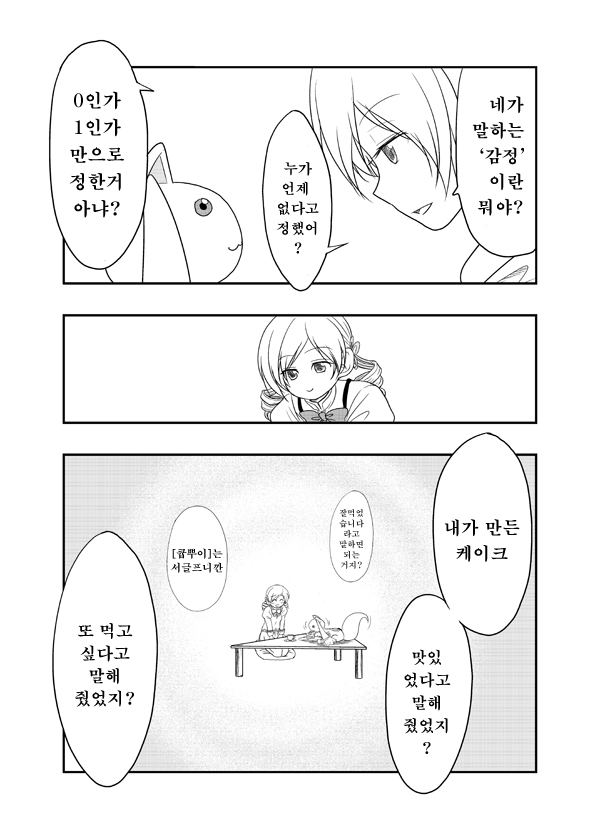 네가
말하는
‘감정’
이란
뭐야?
누가
언제
없다고
정했어
?
0인가
1인가
만으로
정한거
아냐?
내가 만든
케이크
맛있
었다고
말해
줬었지
?
잘먹었
습니다
라고
말하면
되는
거지?
[큡뿌이]는
서글프니깐
또 먹고
싶다고
말해
줬었지?